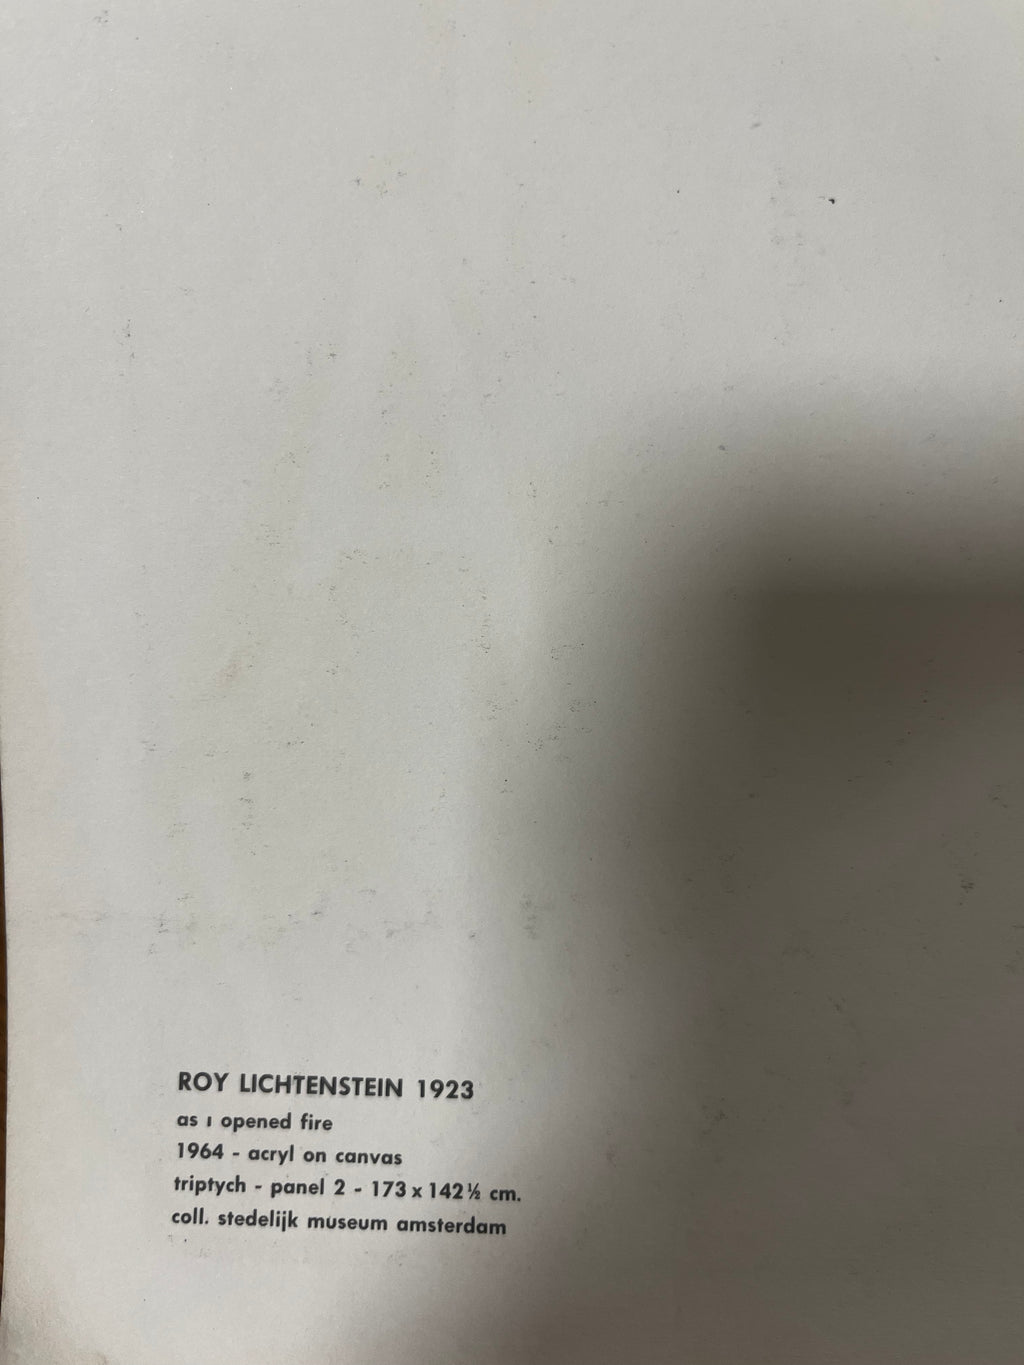 ROY LICHTENSTEIN 1923
as ı opened fire
1964 - acryl on canvas
triptych - panel 2 - 173 x 142½ cm.
coll. stedelijk museum amsterdam